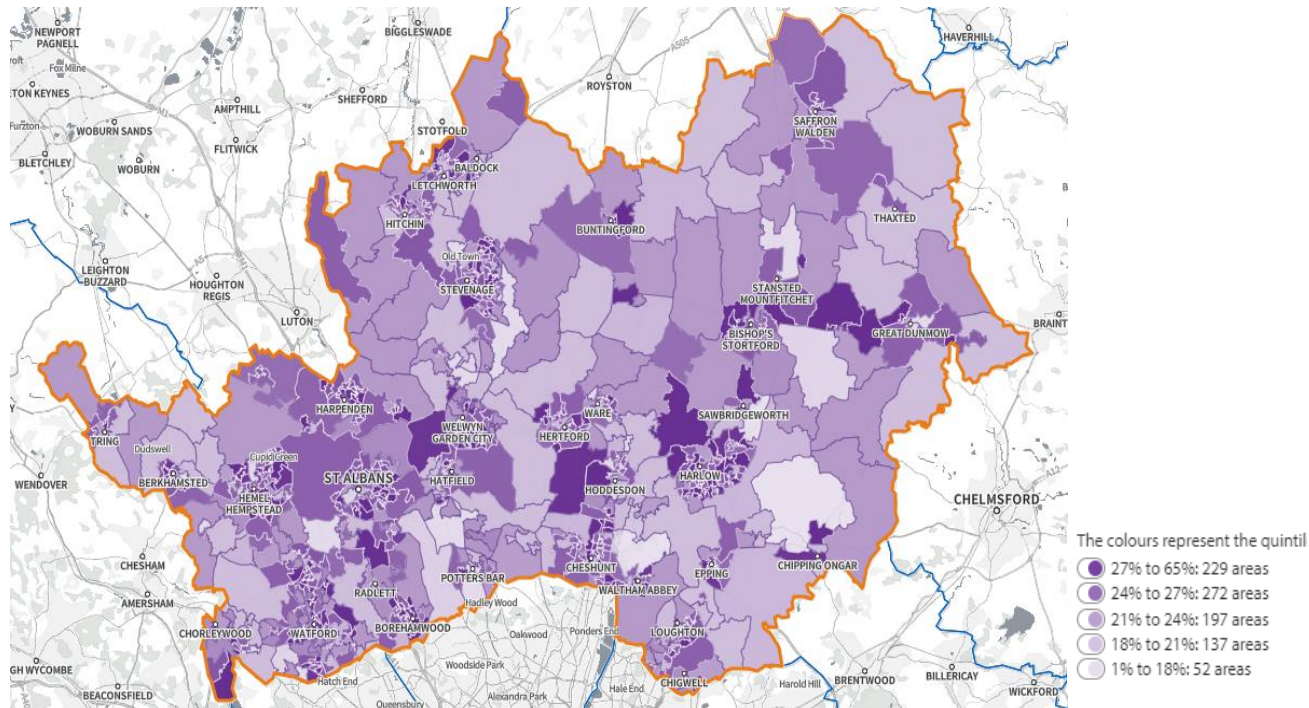 NEWPORT
PAGNELL
BIGGLESWADE
HAVERHILL
A505
ROYSTON
Fox Milne
M1
TON KEYNES
AMPTHILL
SHEFFORD
Furzton
WOBURN SANDS
STOTFOLD
SAFFRON
WALDEN
BLETCHLEY
FLITWICK
WOBURN
BALDOCK
LETCHWORTH
HITCHIN
THAXTED
BUNTINGFORD
Old Town
LEIGHTON
BUZZARD
A5
M1
HOUGHTON
REGIS
STEVENAGE
STANSTED
MOUNTFITCHET
LUTON
BISHOP'S
STORTFORD
GREAT DUNMOW
BRAINT
HARPENDEN
WARE
SAWBRIDGEWORTH
TRING
WELWYN
GARDEN CITY
HERTFORD
Dudswell
Cupid Green
A12
WENDOVER
BERKHAMSTED
ST ALBANS
HATFIELD
HARLOW
HEMEL
HEMPSTEAD
HODDESDON
CHELMSFORD
CHESHAM
CHESHUNT
CHIPPING ONGAR
POTTERS BAR
EPPING
AMERSHAM
RADLETT
WALTHAM ABBEY
Hadley Wood
CHORLEYWOOD
WATFORD
BOREHAMWOOD
Oakwood
Ponders End
LOUGHTON
GH WYCOMBE
Woodside Park
Hatch End
CHIGWELL
Harold Hill
BRENTWOOD
BILLERICAY
BEACONSFIELD
Alexandra Park
Hale End
Queensbury
WICKFORD
The colours represent the quintil
27% to 65%: 229 areas
24% to 27%: 272 areas
21% to 24%: 197 areas
18% to 21%: 137 areas
1% to 18%: 52 areas